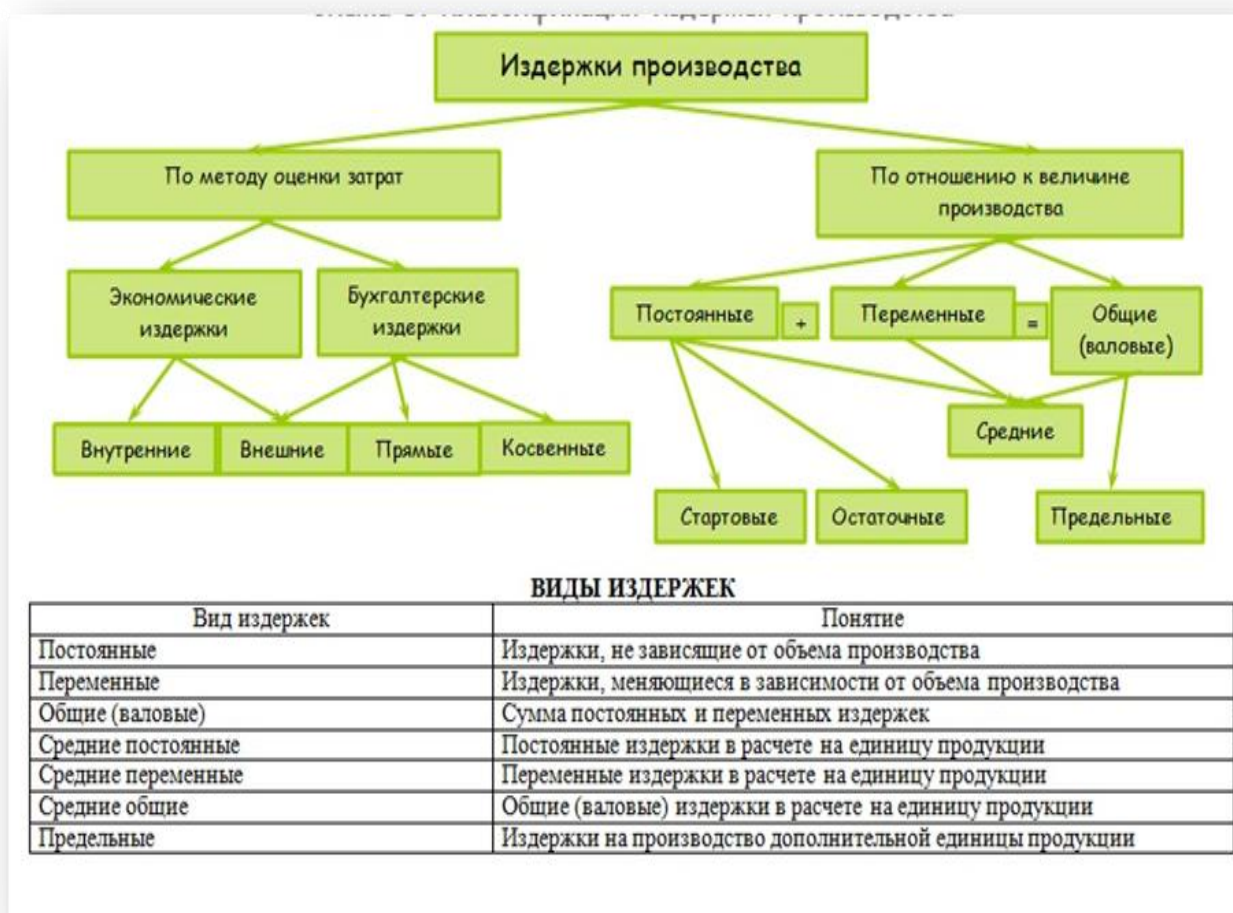 Издержки производства
По методу оценки затрат
По отношению к величине
производства
Экономические
издержки
Бухгалтерские
издержки
Постоянные
+
Переменные
=
Общие
(валовые)
Внутренние
Внешние
Прямые
Косвенные
Средние
Стартовые
Остаточные
Предельные
ВИДЫ ИЗДЕРЖЕК
Вид издержек Понятие
Постоянные Издержки, не зависящие от объема производства
Переменные Издержки, меняющиеся в зависимости от объема производства
Общие (валовые) Сумма постоянных и переменных издержек
Средние постоянные Постоянные издержки в расчете на единицу продукции
Средние переменные Переменные издержки в расчете на единицу продукции
Средние общие Общие (валовые) издержки в расчете на единицу продукции
Предельные Издержки на производство дополнительной единицы продукции